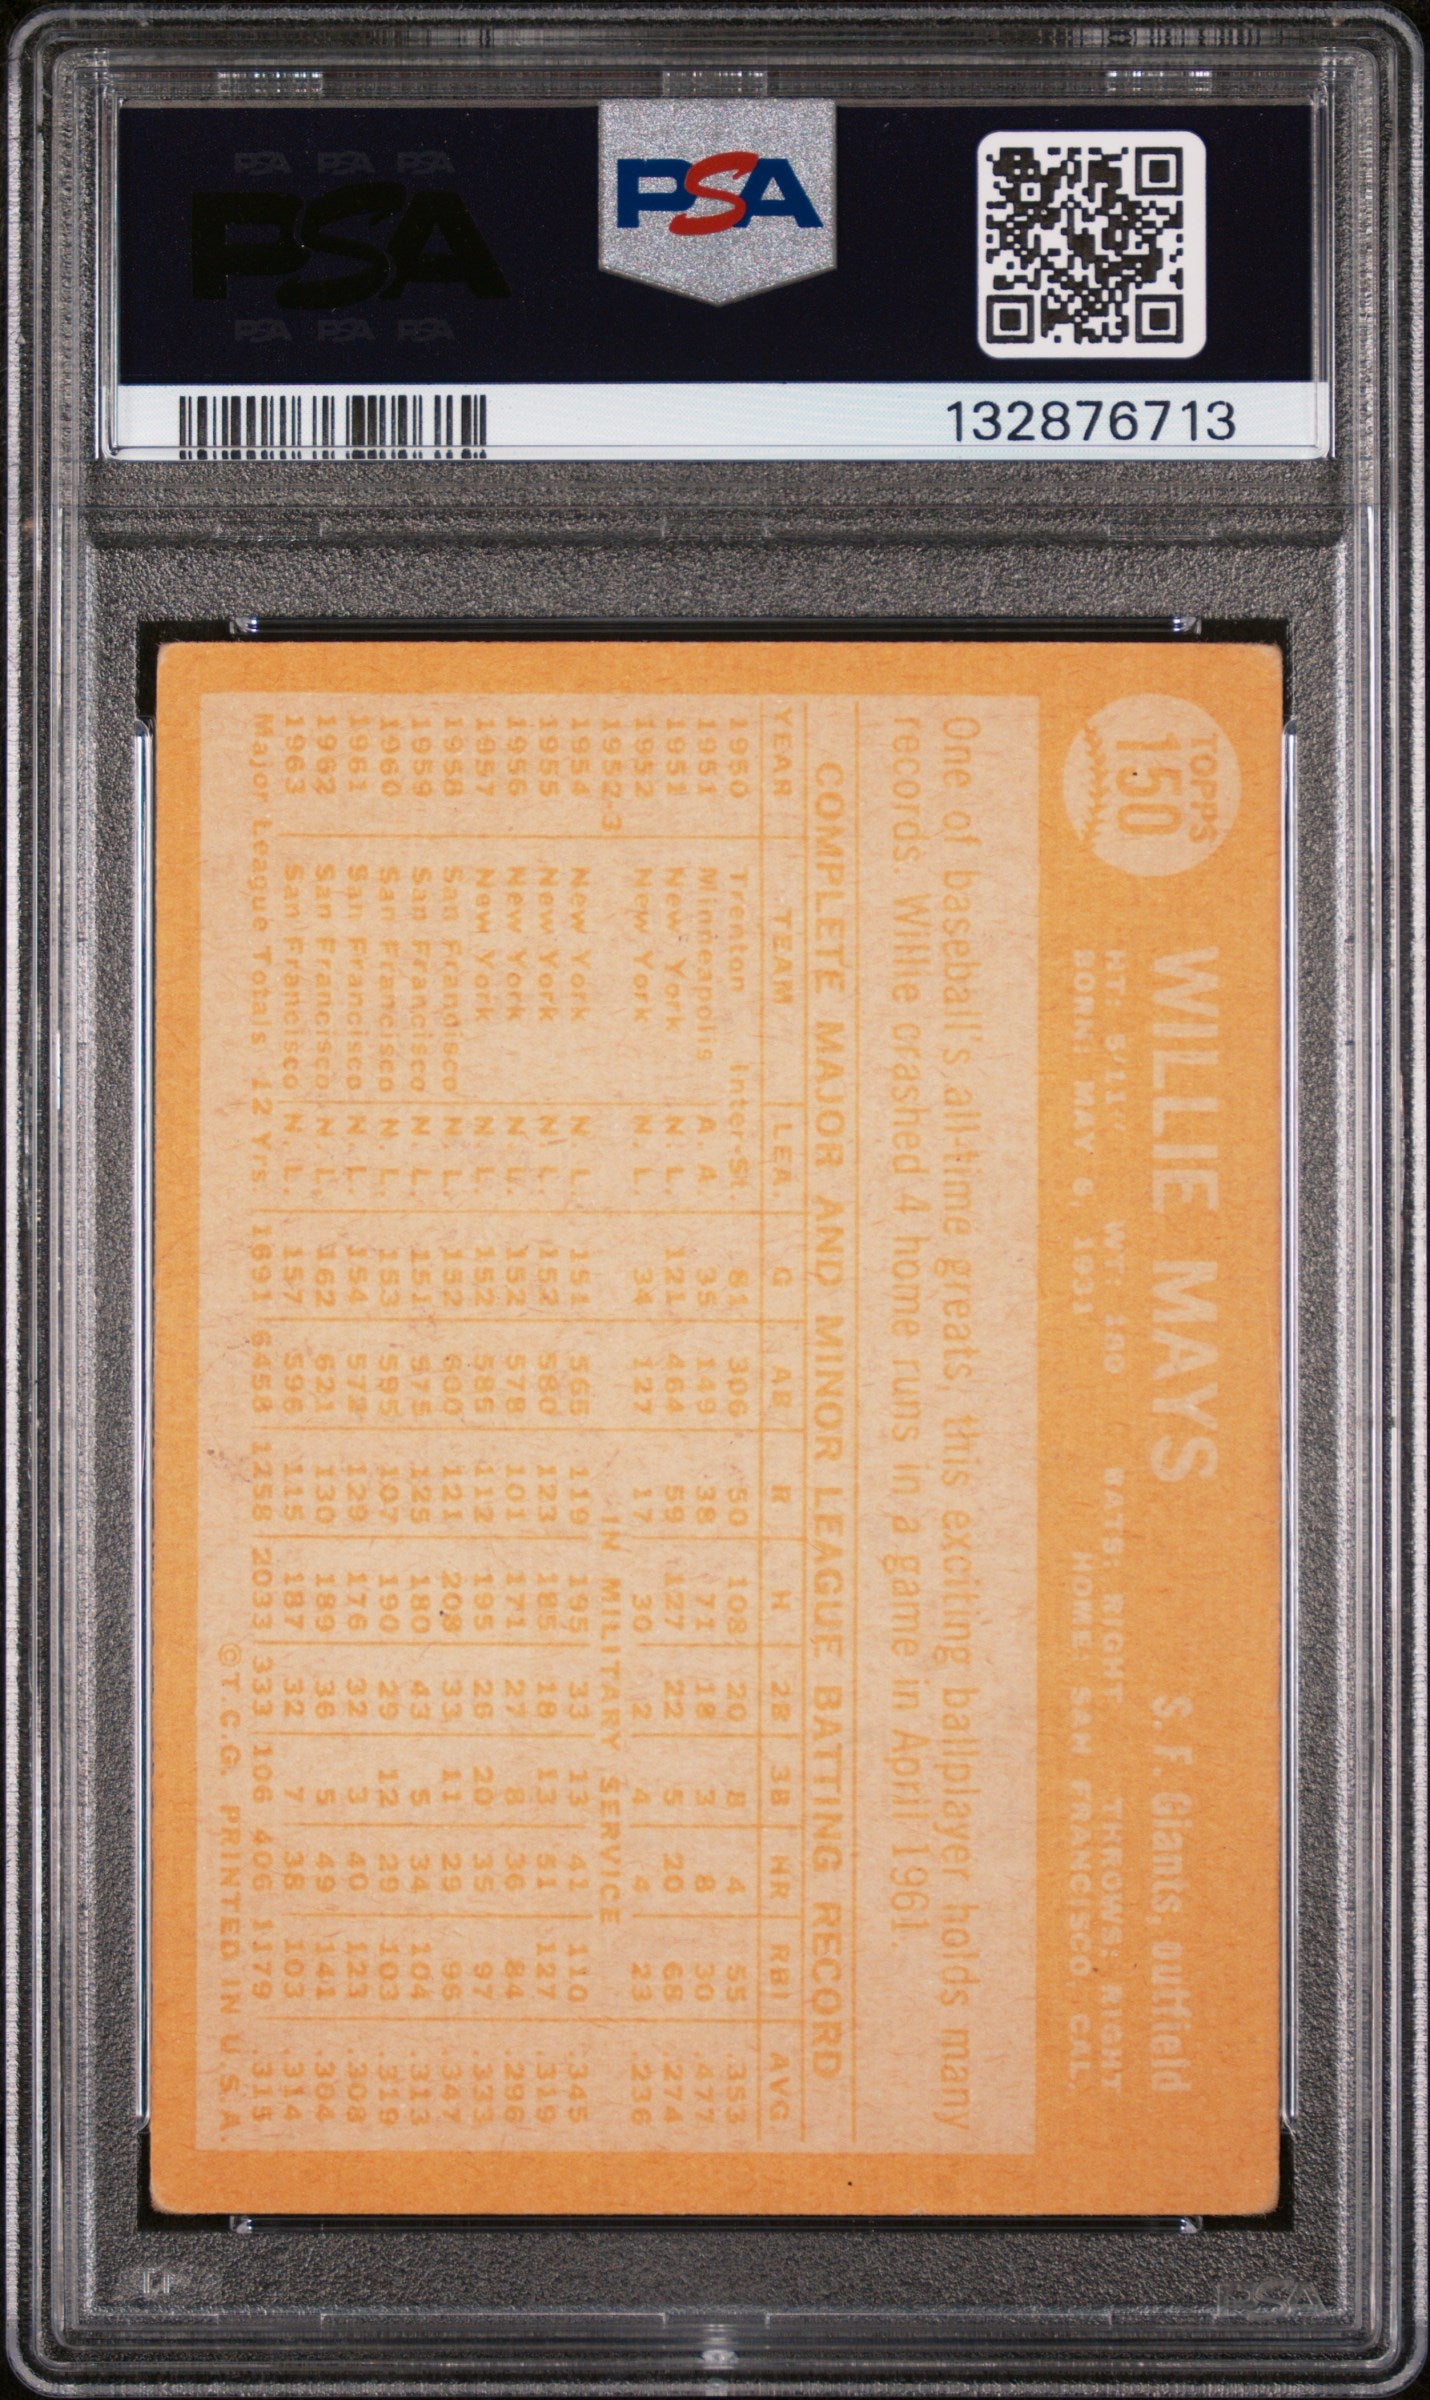 PSA PSA PSA
PSA
PSA PSA PSA
PSA
132876713
TOPPS
150
WILLIE MAYS
S. F. Giants, outfield
HT: 5'11" WT: 180 BATS: RIGHT THROWS: RIGHT
BORN: MAY 6, 1931 HOME: SAN FRANCISCO, CAL.
One of baseball's all-time greats, this exciting ballplayer holds many
records. Willie crashed 4 home runs in a game in April 1961.
COMPLETE MAJOR AND MINOR LEAGUE BATTING RECORD
YEAR TEAM LEA. G AB R H 2B 3B HR RBI AVG
1950 Trenton Inter-St. 81 306 50 108 20 8 4 55 .353
1951 Minneapolis A. A. 35 149 38 71 18 3 8 30 .477
1951 New York N. L. 121 464 59 127 22 5 20 68 .274
1952 New York N. L. 34 127 17 30 2 4 4 23 .236
1952-3 IN MILITARY SERVICE
1954 New York N. L. 151 565 119 195 33 13 41 110 .345
1955 New York N. L. 152 580 123 185 18 13 51 127 .319
1956 New York N. L. 152 578 101 171 27 8 36 84 .296
1957 New York N. L. 152 585 112 195 26 20 35 97 .333
1958 San Francisco N. L. 152 600 121 208 33 11 29 96 .347
1959 San Francisco N. L. 151 575 125 180 43 5 34 104 .313
1960 San Francisco N. L. 153 595 107 190 29 12 29 103 .319
1961 San Francisco N. L. 154 572 129 176 32 3 40 123 .308
1962 San Francisco N. L. 162 621 130 189 36 5 49 141 .304
1963 San Francisco N. L. 157 596 115 187 32 7 38 103 .314
Major League Totals 12 Yrs 1691 6458 1258 2033 333 106 406 1179 .315
©T.C.G. PRINTED IN U.S.A.
PSA